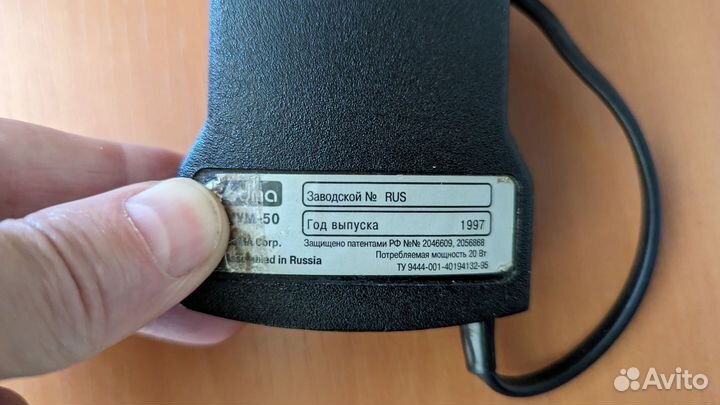 Заводской № RUS
-50
Год выпуска 1997
Corp.
Защищено патентами РФ №№ 2046609, 2056868
in Russia
Потребляемая мощность 20 Вт
ТУ 9444-001-40194132-95
Avito